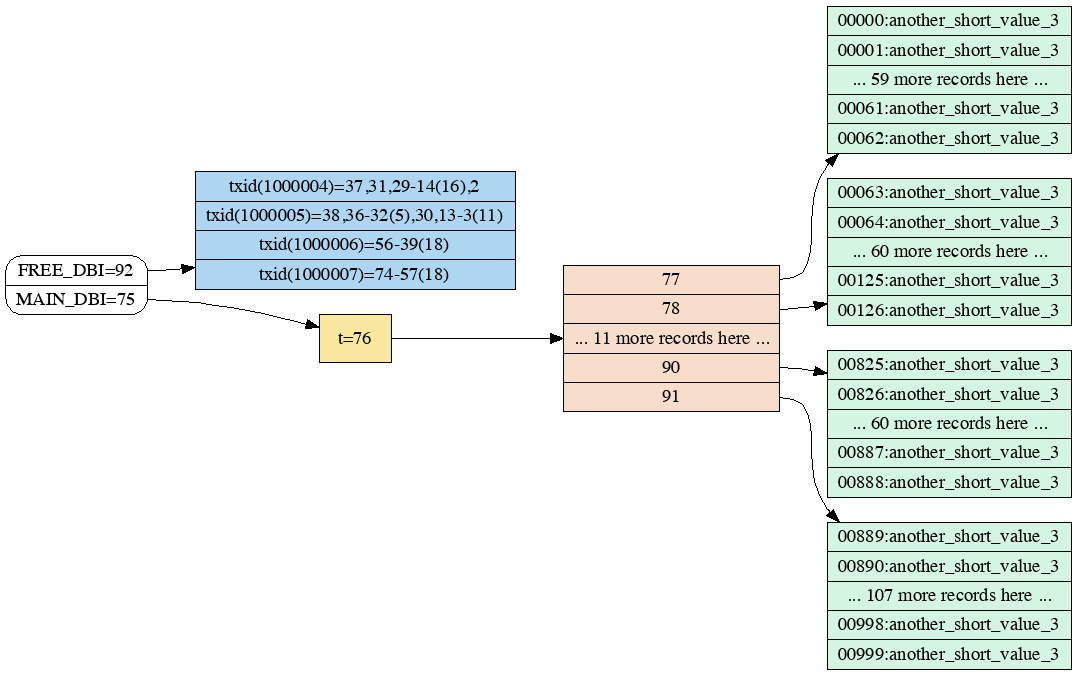 FREE_DBI=92
MAIN_DBI=75
txid(1000004)=37,31,29-14(16),2
txid(1000005)=38,36-32(5),30,13-3(11)
txid(1000006)=56-39(18)
txid(1000007)=74-57(18)
t=76
77
78
... 11 more records here ...
90
91
00000:another_short_value_3
00001:another_short_value_3
... 59 more records here ...
00061:another_short_value_3
00062:another_short_value_3
00063:another_short_value_3
00064:another_short_value_3
... 60 more records here ...
00125:another_short_value_3
00126:another_short_value_3
00825:another_short_value_3
00826:another_short_value_3
... 60 more records here ...
00887:another_short_value_3
00888:another_short_value_3
00889:another_short_value_3
00890:another_short_value_3
... 107 more records here ...
00998:another_short_value_3
00999:another_short_value_3